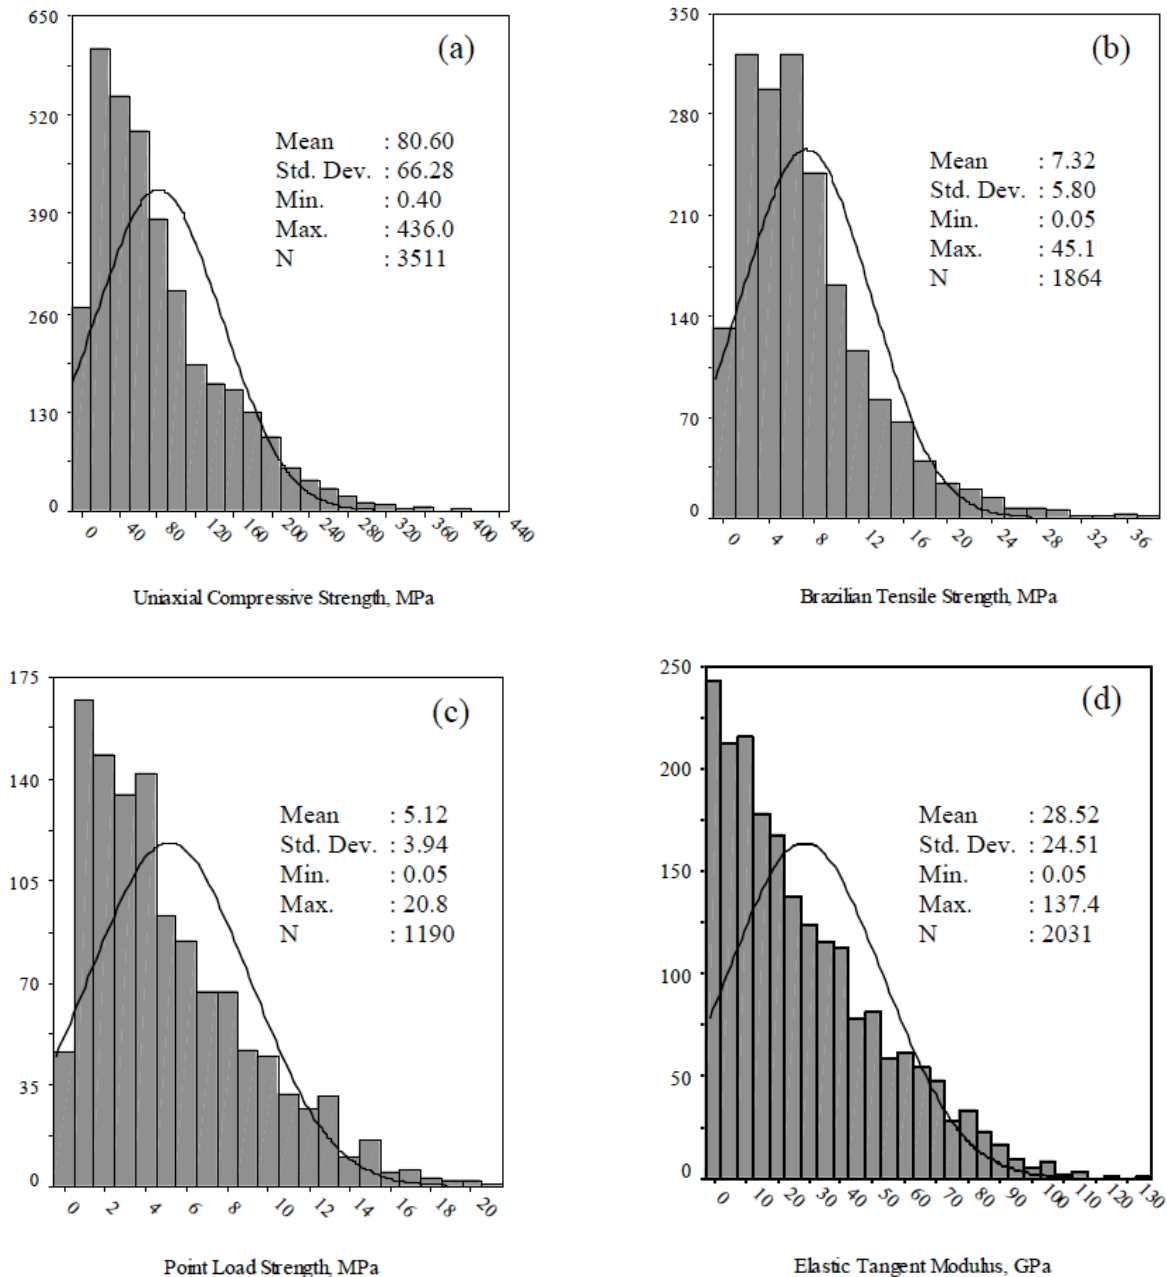 (a)
650
520
390
260
130
0
Mean : 80.60
Std. Dev. : 66.28
Min. : 0.40
Max. : 436.0
N : 3511
0 40 80 120 160 200 240 280 320 360 400 440
Uniaxial Compressive Strength, MPa
(b)
350
280
210
140
70
0
Mean : 7.32
Std. Dev. : 5.80
Min. : 0.05
Max. : 45.1
N : 1864
0 4 8 12 16 20 24 28 32 36
Brazilian Tensile Strength, MPa
(c)
175
140
105
70
35
0
Mean : 5.12
Std. Dev. : 3.94
Min. : 0.05
Max. : 20.8
N : 1190
0 2 4 6 8 10 12 14 16 18 20
Point Load Strength, MPa
(d)
250
200
150
100
50
0
Mean : 28.52
Std. Dev. : 24.51
Min. : 0.05
Max. : 137.4
N : 2031
0 10 20 30 40 50 60 70 80 90 100 110 120 130
Elastic Tangent Modulus, GPa